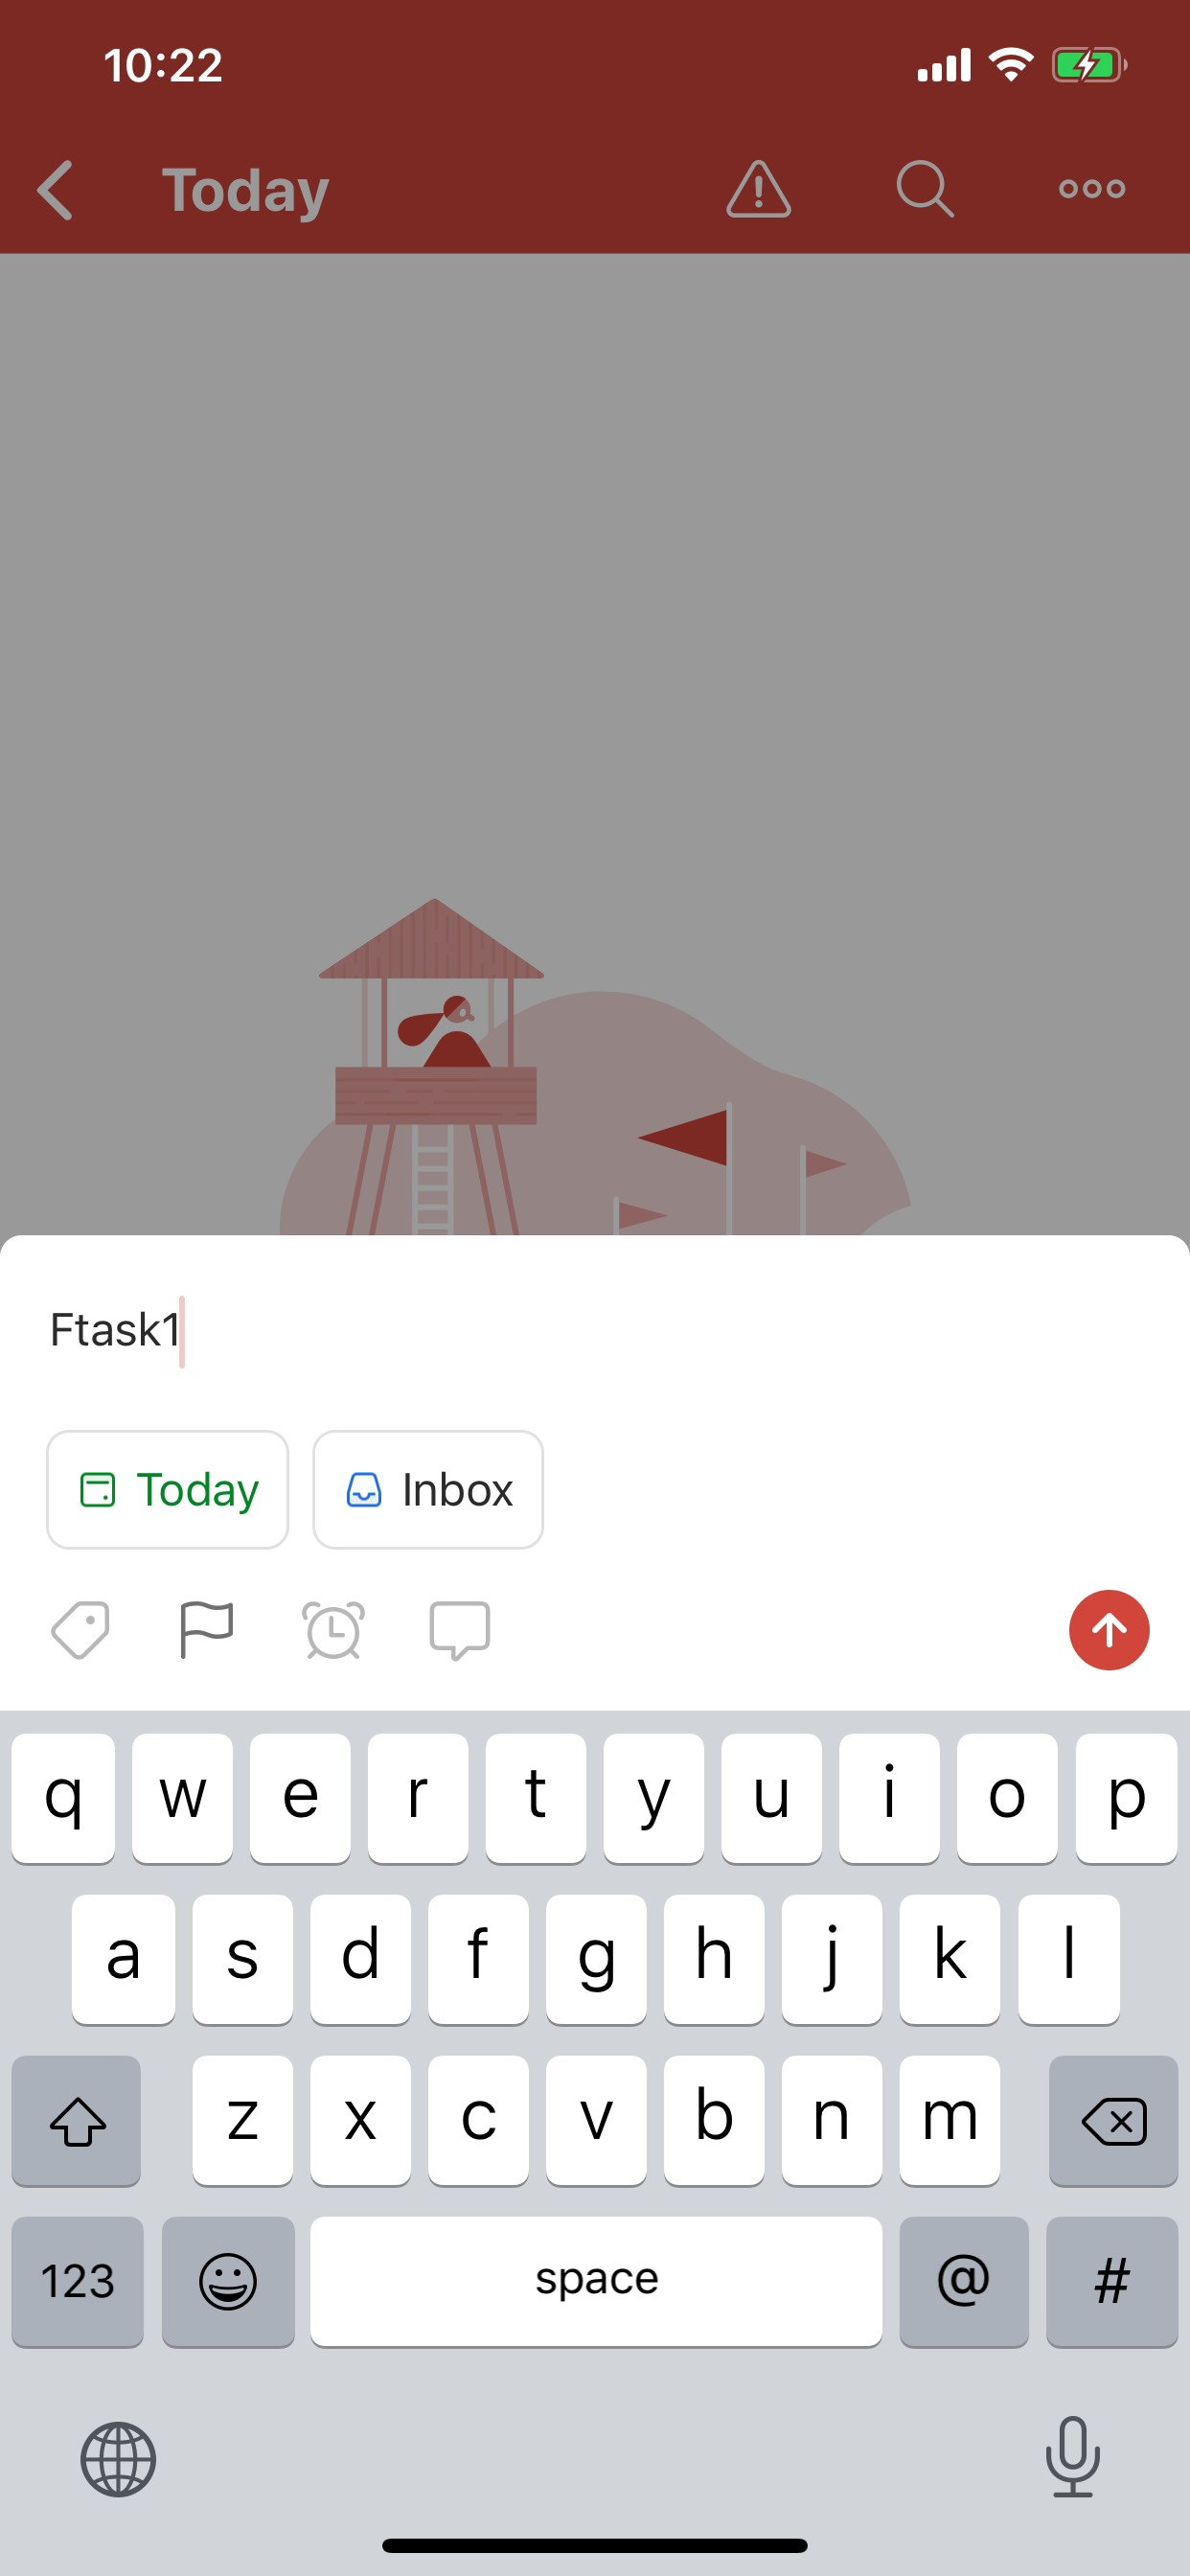 10:22
Today
Ftask1
Today Inbox
q w e r t y u i o p
a s d f g h j k l
z x c v b n m
123 space @ #